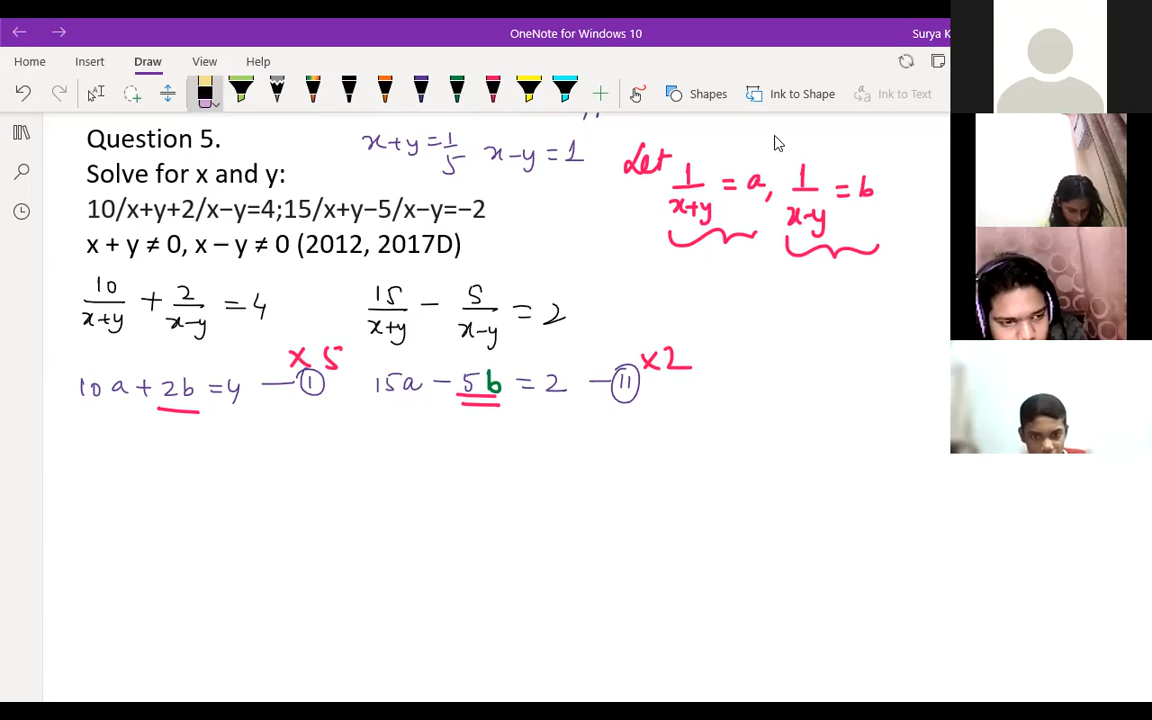 OneNote for Windows 10
Surya K
Home Insert Draw View Help
Shapes Ink to Shape Ink to Text
Question 5.
x+y = 1/5 x-y = 1
Let 1/x+y = a, 1/x-y = b
Solve for x and y:
10/x+y+2/x−y=4;15/x+y−5/x−y=−2
x + y ≠ 0, x – y ≠ 0 (2012, 2017D)
10/x+y + 2/x-y = 4 15/x+y - 5/x-y = 2
× 5 ×2
10a + 2b = 4 — I 15a - 5b = 2 — II